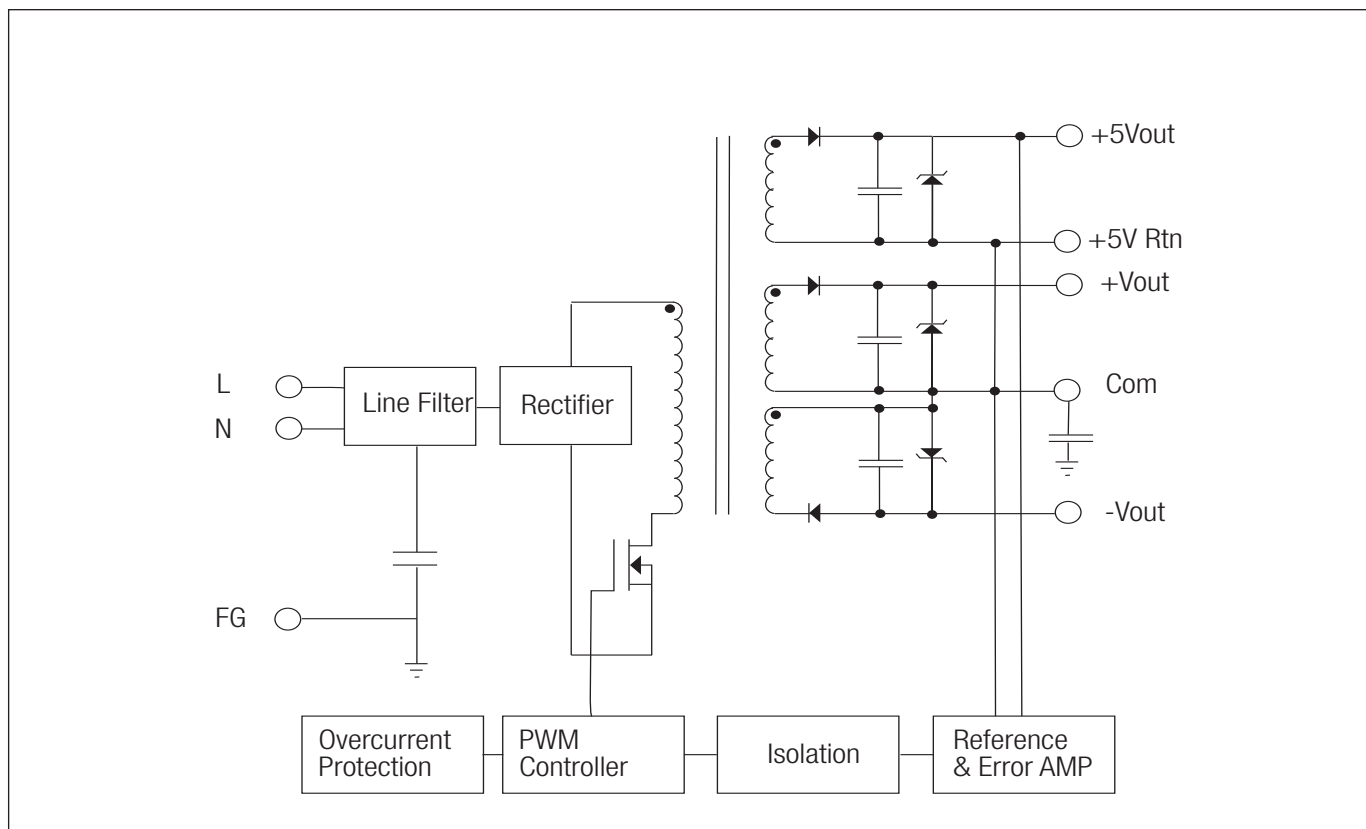 +5Vout
+5V Rtn
+Vout
L
Line Filter
Rectifier
Com
N
-Vout
FG
Overcurrent
Protection
PWM
Controller
Isolation
Reference
& Error AMP